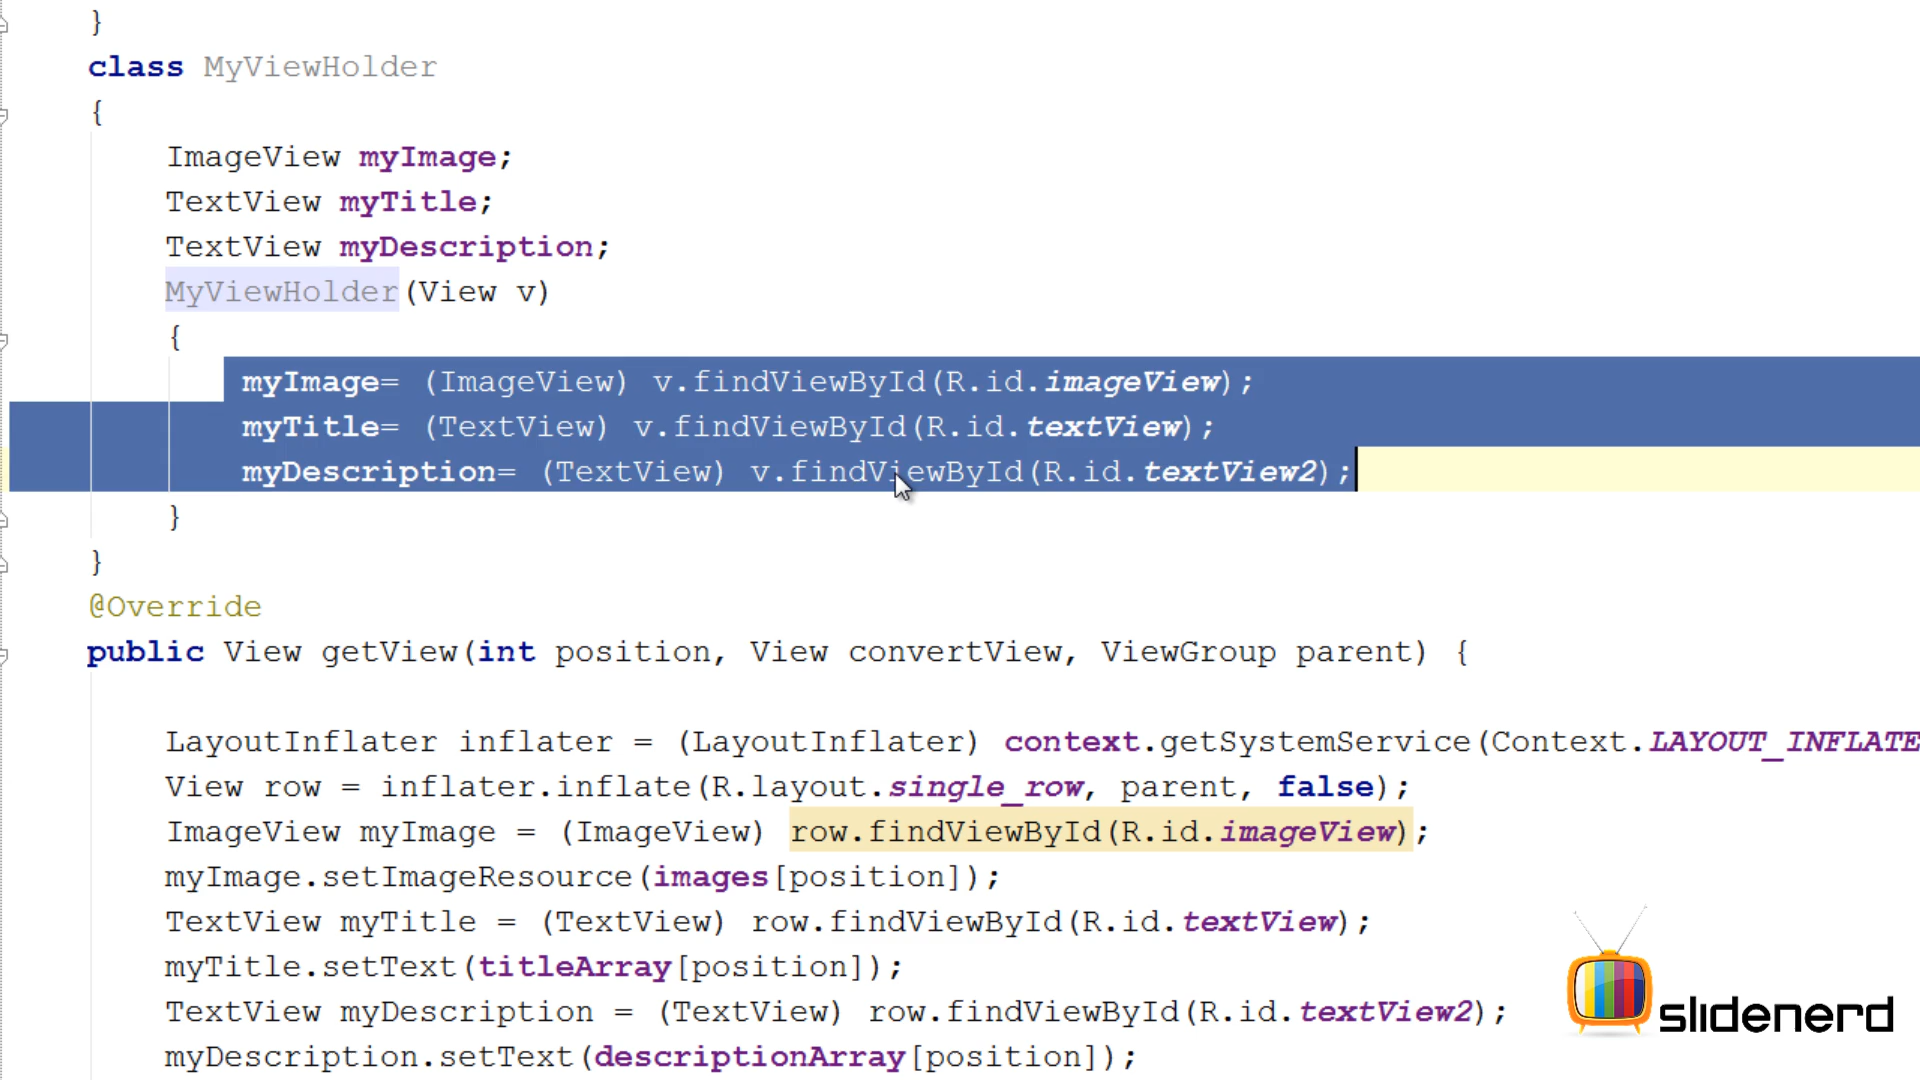 }
class MyViewHolder
{
ImageView myImage;
TextView myTitle;
TextView myDescription;
MyViewHolder(View v)
{
myImage= (ImageView) v.findViewById(R.id.imageView);
myTitle= (TextView) v.findViewById(R.id.textView);
myDescription= (TextView) v.findViewById(R.id.textView2);
}
}
@Override
public View getView(int position, View convertView, ViewGroup parent) {
LayoutInflater inflater = (LayoutInflater) context.getSystemService(Context.LAYOUT_INFLATE
View row = inflater.inflate(R.layout.single_row, parent, false);
ImageView myImage = (ImageView) row.findViewById(R.id.imageView);
myImage.setImageResource(images[position]);
TextView myTitle = (TextView) row.findViewById(R.id.textView);
myTitle.setText(titleArray[position]);
TextView myDescription = (TextView) row.findViewById(R.id.textView2);
myDescription.setText(descriptionArray[position]);
slidenerd